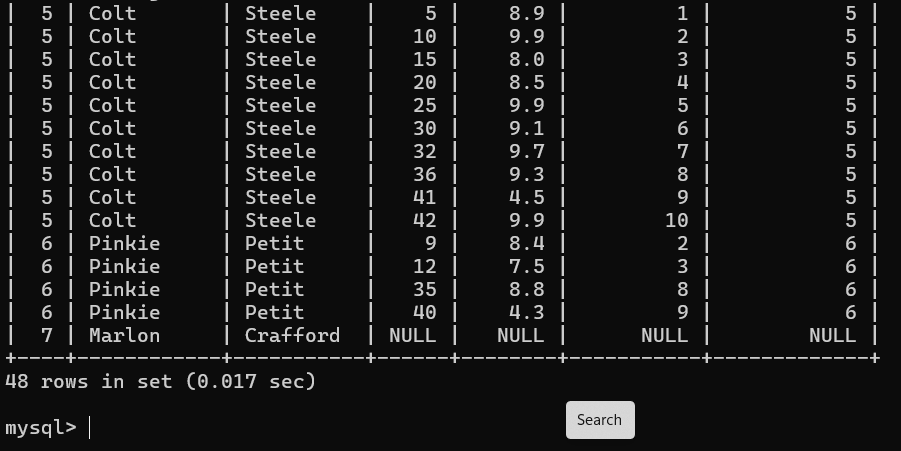 |  5 | Colt       | Steele    |    5 |    8.9 |         1 |           5 |
|  5 | Colt       | Steele    |   10 |    9.9 |         2 |           5 |
|  5 | Colt       | Steele    |   15 |    8.0 |         3 |           5 |
|  5 | Colt       | Steele    |   20 |    8.5 |         4 |           5 |
|  5 | Colt       | Steele    |   25 |    9.9 |         5 |           5 |
|  5 | Colt       | Steele    |   30 |    9.1 |         6 |           5 |
|  5 | Colt       | Steele    |   32 |    9.7 |         7 |           5 |
|  5 | Colt       | Steele    |   36 |    9.3 |         8 |           5 |
|  5 | Colt       | Steele    |   41 |    4.5 |         9 |           5 |
|  5 | Colt       | Steele    |   42 |    9.9 |        10 |           5 |
|  6 | Pinkie     | Petit     |    9 |    8.4 |         2 |           6 |
|  6 | Pinkie     | Petit     |   12 |    7.5 |         3 |           6 |
|  6 | Pinkie     | Petit     |   35 |    8.8 |         8 |           6 |
|  6 | Pinkie     | Petit     |   40 |    4.3 |         9 |           6 |
|  7 | Marlon     | Crafford  | NULL |   NULL |      NULL |        NULL |
+----+------------+-----------+------+--------+-----------+-------------+
48 rows in set (0.017 sec)
Search
mysql>